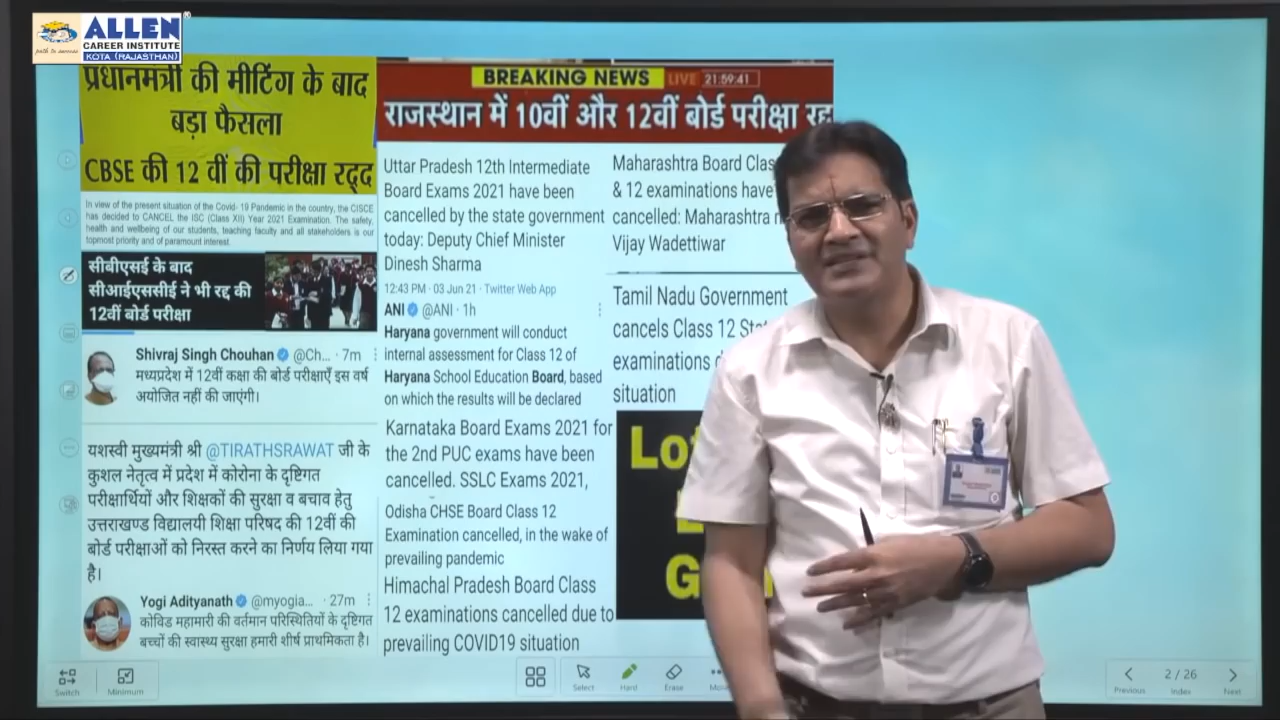 ALLEN
CAREER INSTITUTE
KOTA (RAJASTHAN)
path to success
प्रधानमंत्री की मीटिंग के बाद
बड़ा फैसला
CBSE की 12 वीं की परीक्षा रद्द
In view of the present situation of the Covid- 19 Pandemic in the country, the CISCE
has decided to CANCEL the ISC (Class XII) Year 2021 Examination. The safety,
health and wellbeing of our students, teaching faculty and all stakeholders is our
topmost priority and of paramount interest.
सीबीएसई के बाद
सीआईएससीई ने भी रद्द की
12वीं बोर्ड परीक्षा
Shivraj Singh Chouhan @Ch... · 7m
मध्यप्रदेश में 12वीं कक्षा की बोर्ड परीक्षाएँ इस वर्ष
अयोजित नहीं की जाएंगी।
यशस्वी मुख्यमंत्री श्री @TIRATHSRAWAT जी के
कुशल नेतृत्व में प्रदेश में कोरोना के दृष्टिगत
परीक्षार्थियों और शिक्षकों की सुरक्षा व बचाव हेतु
उत्तराखण्ड विद्यालयी शिक्षा परिषद की 12वीं की
बोर्ड परीक्षाओं को निरस्त करने का निर्णय लिया गया
है।
Yogi Adityanath @myogia... · 27m
कोविड महामारी की वर्तमान परिस्थितियों के दृष्टिगत
बच्चों की स्वास्थ्य सुरक्षा हमारी शीर्ष प्राथमिकता है।
BREAKING NEWS LIVE 21:59:41
राजस्थान में 10वीं और 12वीं बोर्ड परीक्षा रद्द
Uttar Pradesh 12th Intermediate
Board Exams 2021 have been
cancelled by the state government
today: Deputy Chief Minister
Dinesh Sharma
12:43 PM · 03 Jun 21 · Twitter Web App
ANI @ANI · 1h
Haryana government will conduct
internal assessment for Class 12 of
Haryana School Education Board, based
on which the results will be declared
Karnataka Board Exams 2021 for
the 2nd PUC exams have been
cancelled. SSLC Exams 2021,
Odisha CHSE Board Class 12
Examination cancelled, in the wake of
prevailing pandemic
Himachal Pradesh Board Class
12 examinations cancelled due to
prevailing COVID19 situation
Maharashtra Board
& 12 examinations have
cancelled: Maharashtra
Vijay Wadettiwar
Tamil Nadu Government
cancels Class 12
examinations
situation
Switch
Minimum
Select
Hard
Erase
Previous
2 / 26
Index
Next